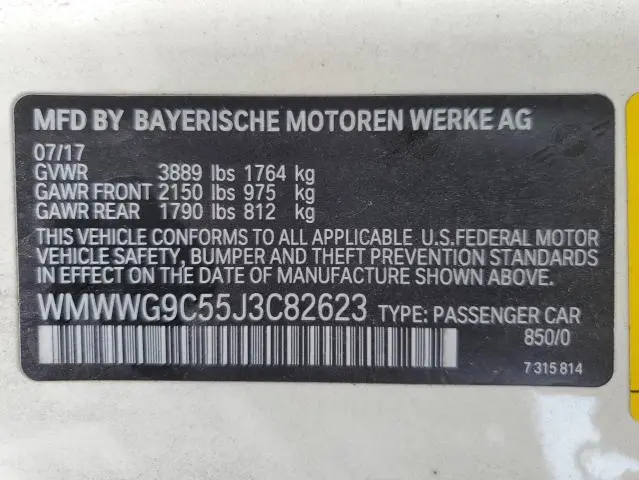 MFD BY BAYERISCHE MOTOREN WERKE AG
07/17
GVWR 3889 lbs 1764 kg
GAWR FRONT 2150 lbs 975 kg
GAWR REAR 1790 lbs 812 kg
THIS VEHICLE CONFORMS TO ALL APPLICABLE U.S.FEDERAL MOTOR
VEHICLE SAFETY, BUMPER AND THEFT PREVENTION STANDARDS
IN EFFECT ON THE DATE OF MANUFACTURE SHOWN ABOVE.
WMWWG9C55J3C82623 TYPE: PASSENGER CAR
850/0
7 315 814